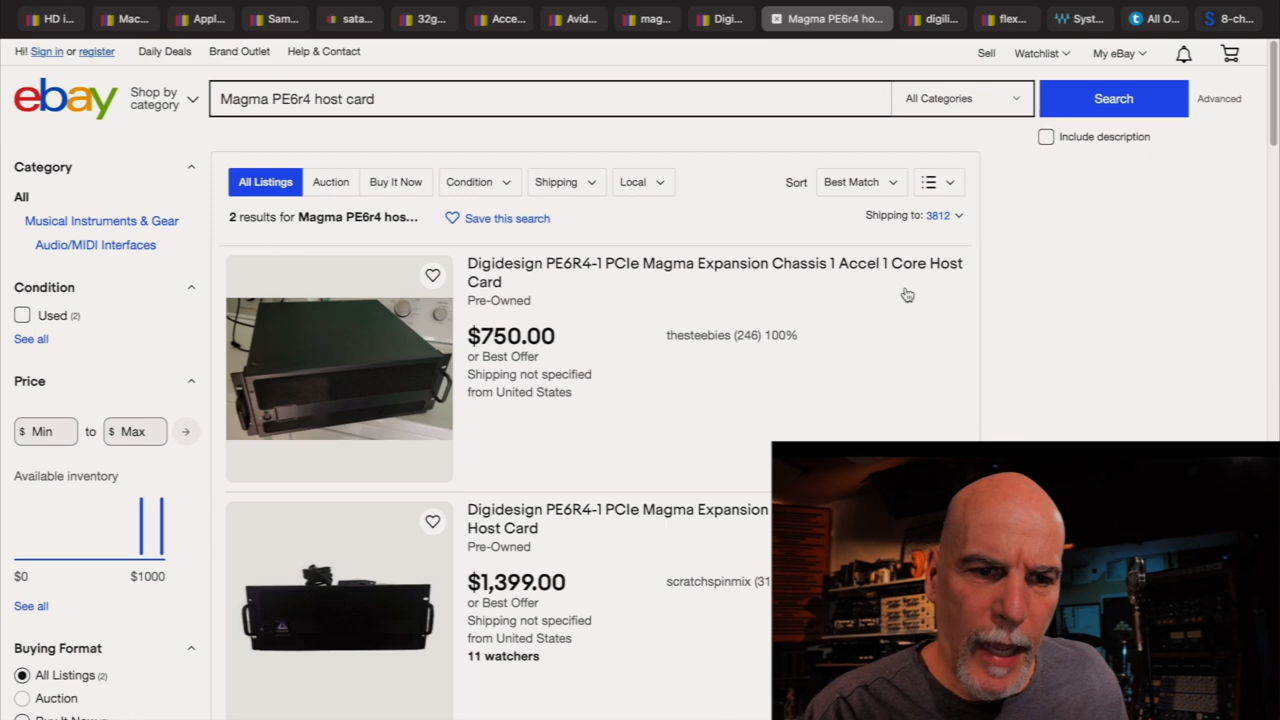 HD i...
Mac...
Appl...
Sam...
sata...
32g...
Acce...
Avid...
mag...
Digi...
Magma PE6r4 ho...
digili...
flex...
Syst...
All O...
8-ch...
Hi! Sign in or register
Daily Deals
Brand Outlet
Help & Contact
Sell
Watchlist
My eBay
ebay
Shop by
category
Magma PE6r4 host card
All Categories
Search
Advanced
Include description
Category
All
Musical Instruments & Gear
Audio/MIDI Interfaces
Condition
Used (2)
See all
Price
$ Min
to
$ Max
Available inventory
$0
$1000
See all
Buying Format
All Listings (2)
Auction
Buy It Now
All Listings
Auction
Buy It Now
Condition
Shipping
Local
Sort
Best Match
2 results for Magma PE6r4 hos...
Save this search
Shipping to: 3812
Digidesign PE6R4-1 PCIe Magma Expansion Chassis 1 Accel 1 Core Host
Card
Pre-Owned
$750.00
or Best Offer
Shipping not specified
from United States
thesteebies (246) 100%
Digidesign PE6R4-1 PCIe Magma Expansion
Host Card
Pre-Owned
$1,399.00
or Best Offer
Shipping not specified
from United States
11 watchers
scratchspinmix (31